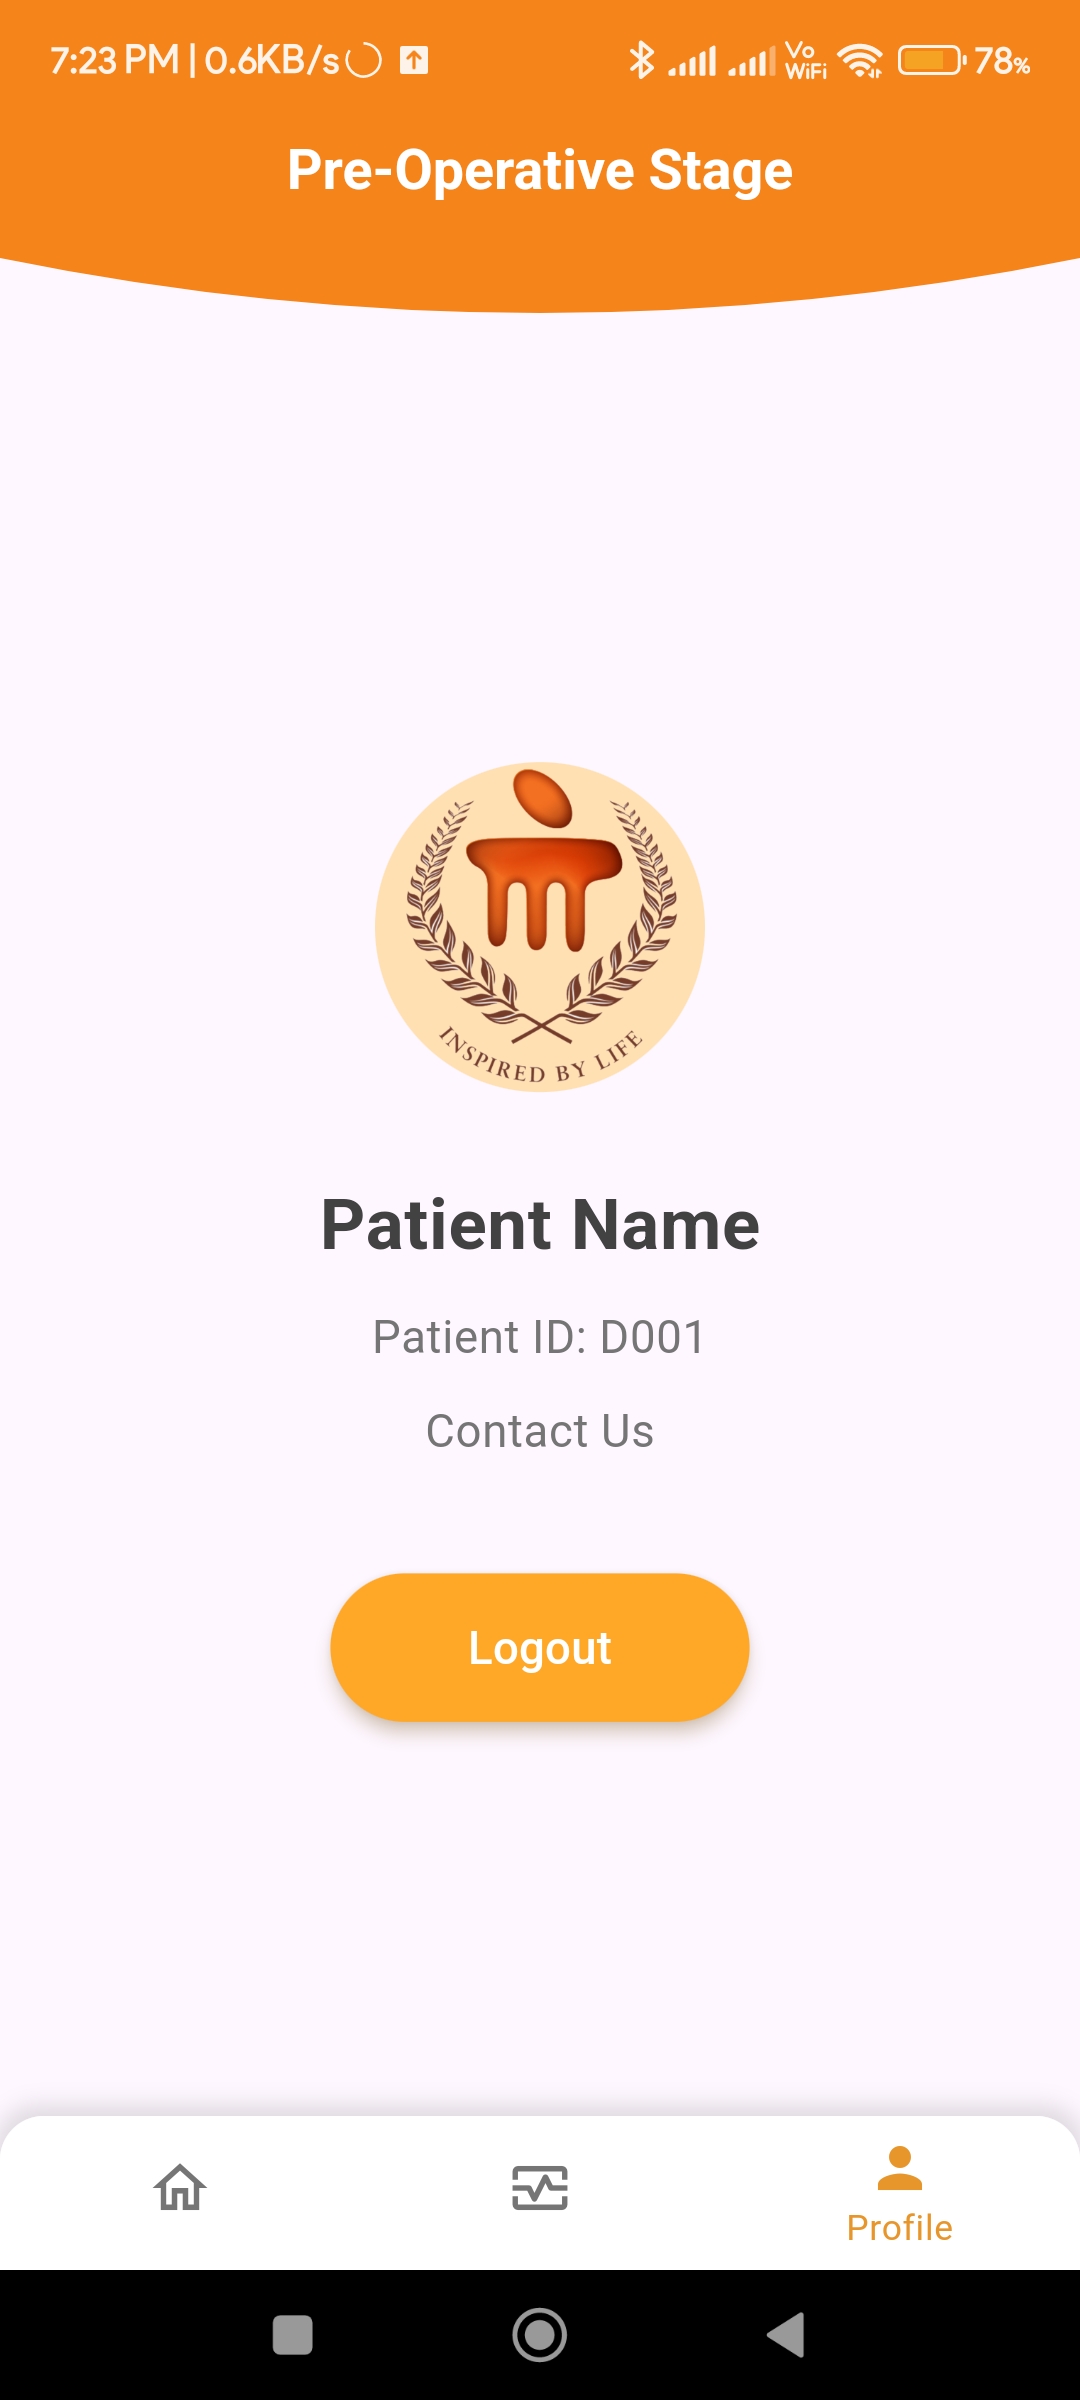 7:23 PM | 0.6KB/s
Vo
WiFi
78%
Pre-Operative Stage
INSPIRED BY LIFE
Patient Name
Patient ID: D001
Contact Us
Logout
Profile